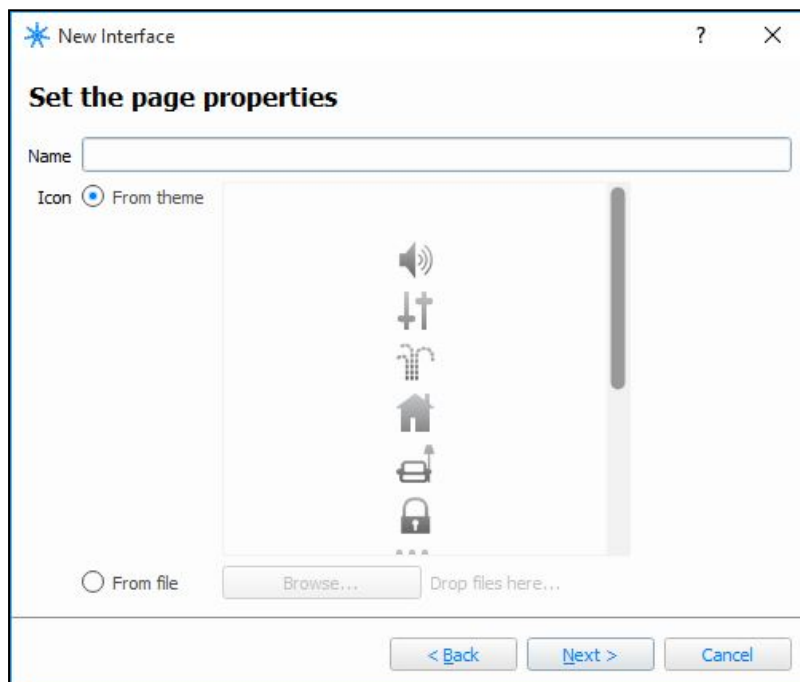 New Interface
?
Set the page properties
Name
Icon From theme
From file Browse... Drop files here...
< Back Next > Cancel